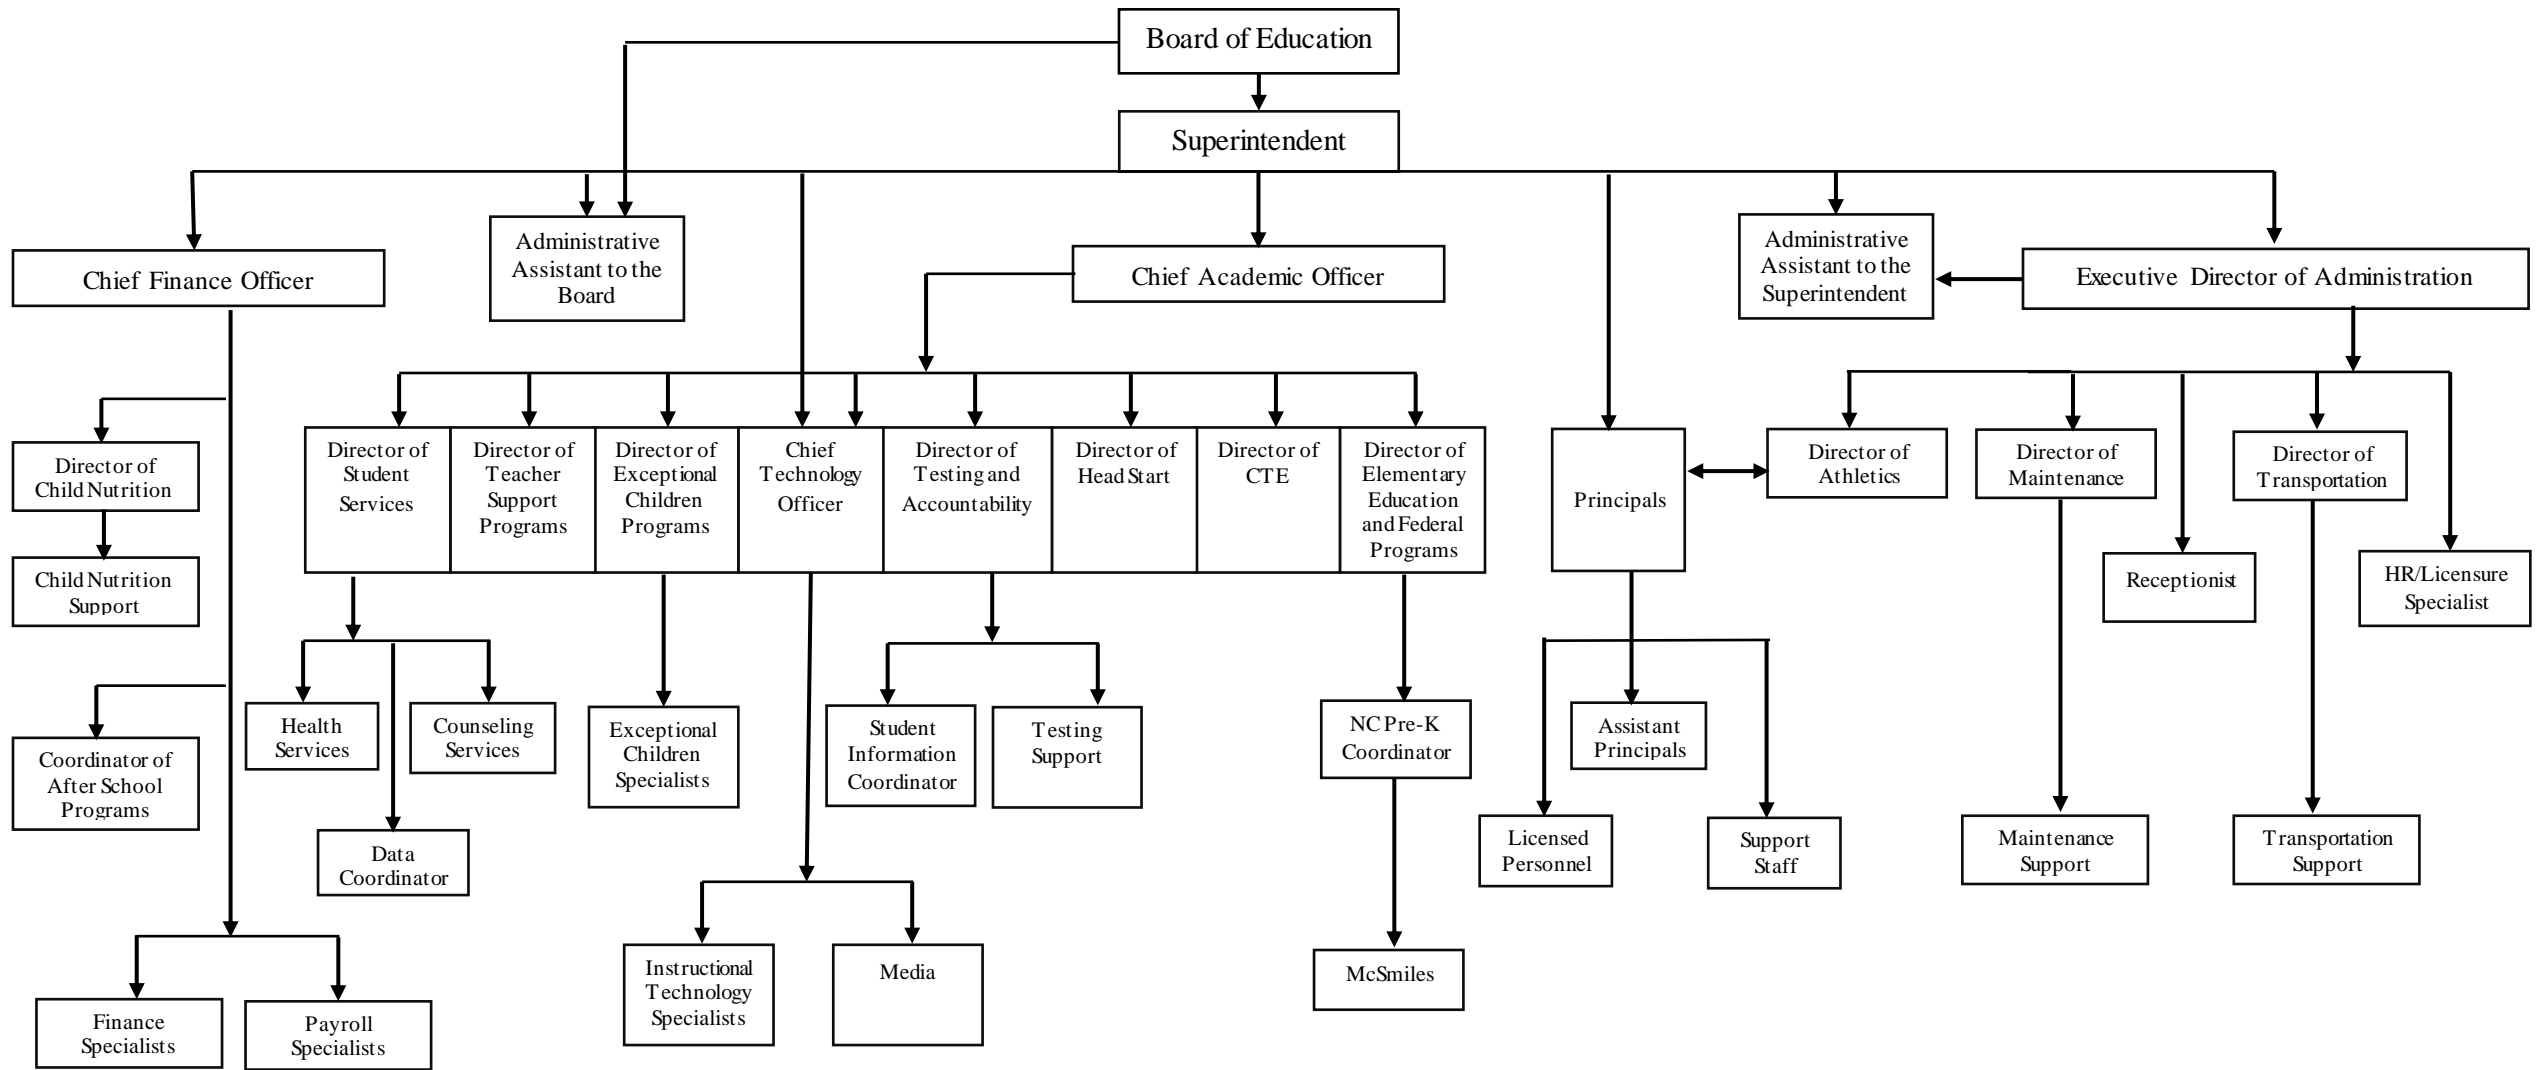 Board of Education
Superintendent
Chief Finance Officer
Administrative
Assistant to the
Board
Chief Academic Officer
Administrative
Assistant to the
Superintendent
Executive Director of Administration
Director of
Child Nutrition
Child Nutrition
Support
Coordinator of
After School
Programs
Finance
Specialists
Payroll
Specialists
Director of
Student
Services
Director of
Teacher
Support
Programs
Director of
Exceptional
Children
Programs
Chief
Technology
Officer
Director of
Testing and
Accountability
Director of
Head Start
Director of
CTE
Director of
Elementary
Education
and Federal
Programs
Principals
Director of
Athletics
Director of
Maintenance
Director of
Transportation
Receptionist
HR/Licensure
Specialist
Health
Services
Counseling
Services
Data
Coordinator
Exceptional
Children
Specialists
Student
Information
Coordinator
Testing
Support
NC Pre-K
Coordinator
Assistant
Principals
Licensed
Personnel
Support
Staff
Maintenance
Support
Transportation
Support
Instructional
Technology
Specialists
Media
McSmiles